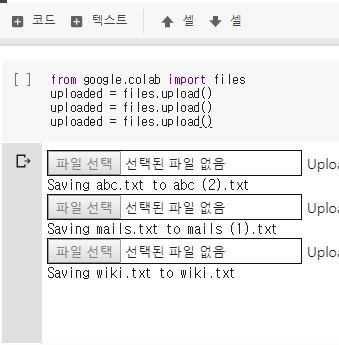 코드 텍스트 셀 셀
[ ] from google.colab import files
uploaded = files.upload()
uploaded = files.upload()
uploaded = files.upload()
파일 선택 선택된 파일 없음 Uploa
Saving abc.txt to abc (2).txt
파일 선택 선택된 파일 없음 Uploa
Saving mails.txt to mails (1).txt
파일 선택 선택된 파일 없음 Uploa
Saving wiki.txt to wiki.txt